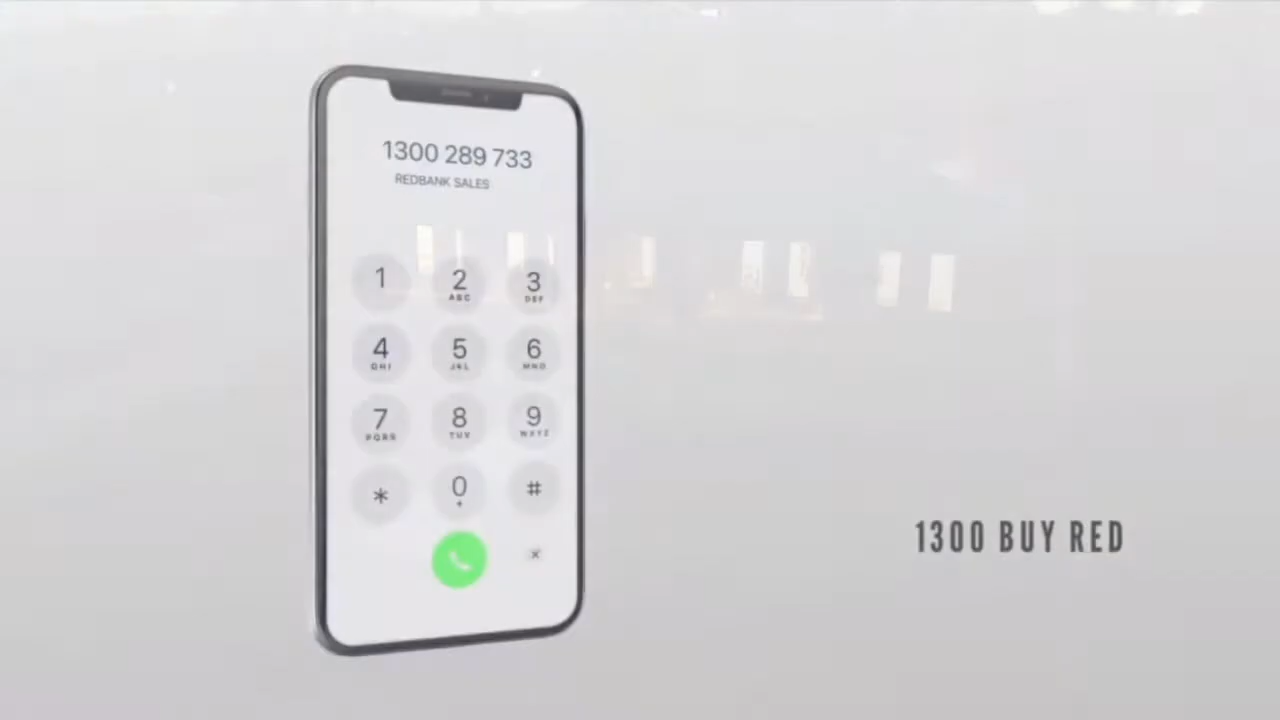 1300 289 733
REDBANK SALES
1
2
ABC
3
DEF
4
GHI
5
JKL
6
MNO
7
PQRS
8
TUV
9
WXYZ
*
0
+
#
1300 BUY RED